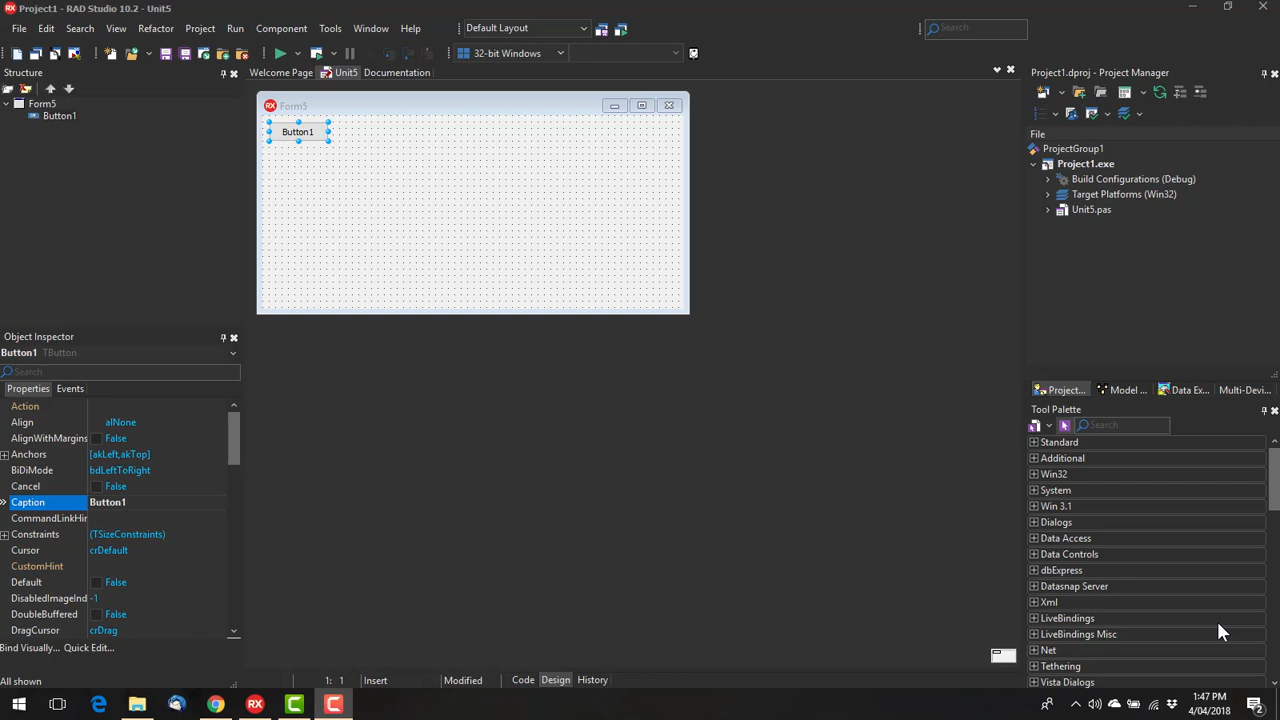 Project1 - RAD Studio 10.2 - Unit5
File Edit Search View Refactor Project Run Component Tools Window Help
Default Layout
Search
32-bit Windows
Structure
Form5
Button1
Welcome Page Unit5 Documentation
RX Form5
Button1
Object Inspector
Button1 TButton
Search
Properties Events
Action
Align alNone
AlignWithMargins False
Anchors [akLeft,akTop]
BiDiMode bdLeftToRight
Cancel False
Caption Button1
CommandLinkHir
Constraints (TSizeConstraints)
Cursor crDefault
CustomHint
Default False
DisabledImageInd -1
DoubleBuffered False
DragCursor crDrag
Bind Visually... Quick Edit...
All shown
1: 1 Insert Modified Code Design History
Project1.dproj - Project Manager
File
ProjectGroup1
Project1.exe
Build Configurations (Debug)
Target Platforms (Win32)
Unit5.pas
Project... Model ... Data Ex... Multi-Devi...
Tool Palette
Search
Standard
Additional
Win32
System
Win 3.1
Dialogs
Data Access
Data Controls
dbExpress
Datasnap Server
Xml
LiveBindings
LiveBindings Misc
Net
Tethering
Vista Dialogs
RX
1:47 PM
4/04/2018
2